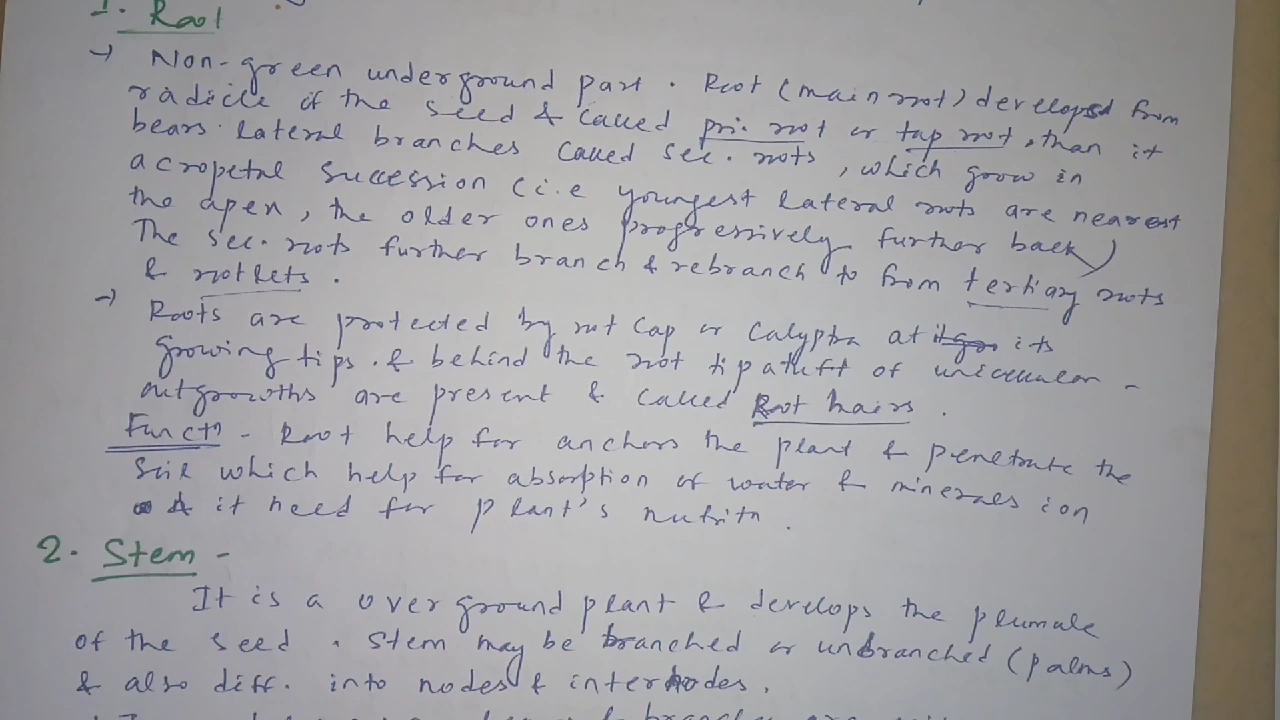 1. Root
→ Non-green underground part. Root (main root) developsd from
radicle of the seed & called pri. root or tap root, than it
bears lateral branches called sec. roots, which grow in
acropetal succession (i.e youngest lateral roots are nearest
the apex, the older ones progressively further back)
The sec. roots further branch & rebranch to from tertiary roots
& rootlets.
→ Roots are protected by root cap or calyptra at its
growing tips. & behind the root tip a tuft of unicellular -
outgrowths are present & called Root hairs.
Functn - Root help for anchors the plant & penetrate the
soil which help for absorption of water & minerals ion
& it need for plant's nutritn.
2. Stem -
It is a over ground plant & develops the plumule
of the seed. Stem may be branched or unbranched (palms)
& also diff. into nodes & internodes.